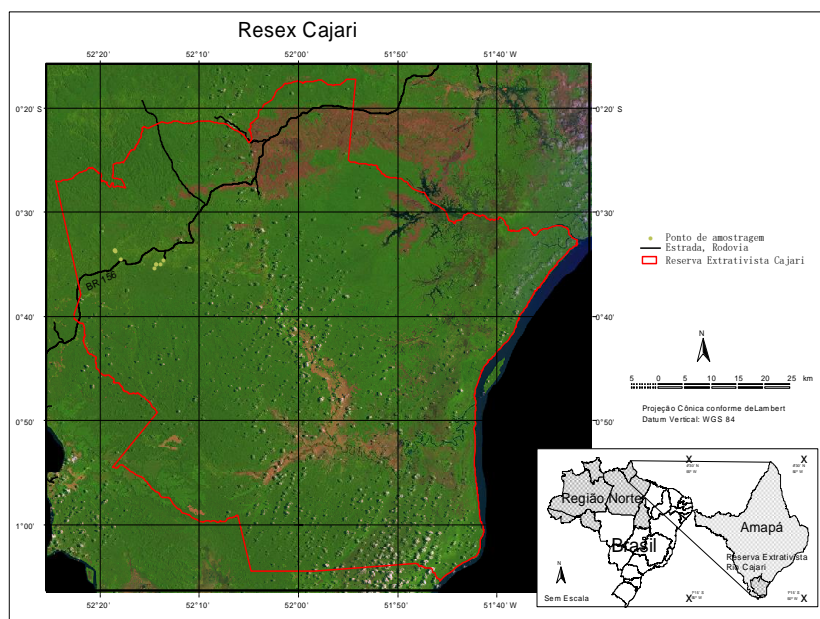 Resex Cajari
52°20' 52°10' 52°00' 51°50' 51°40' W
0°20' S 0°20' S
0°30' 0°30'
0°40' 0°40'
0°50' 0°50'
1°00'
52°20' 52°10' 52°00' 51°50' 51°40' W
BR 156
Ponto de amostragem
Estrada, Rodovia
Reserva Extrativista Cajari
N
5 0 5 10 15 20 25 km
Projeção Cônica conforme deLambert
Datum Vertical: WGS 84
X X
Região Norte
Amapá
Brasil
Reserva Extrativista
Rio Cajari
N
Sem Escala
X X